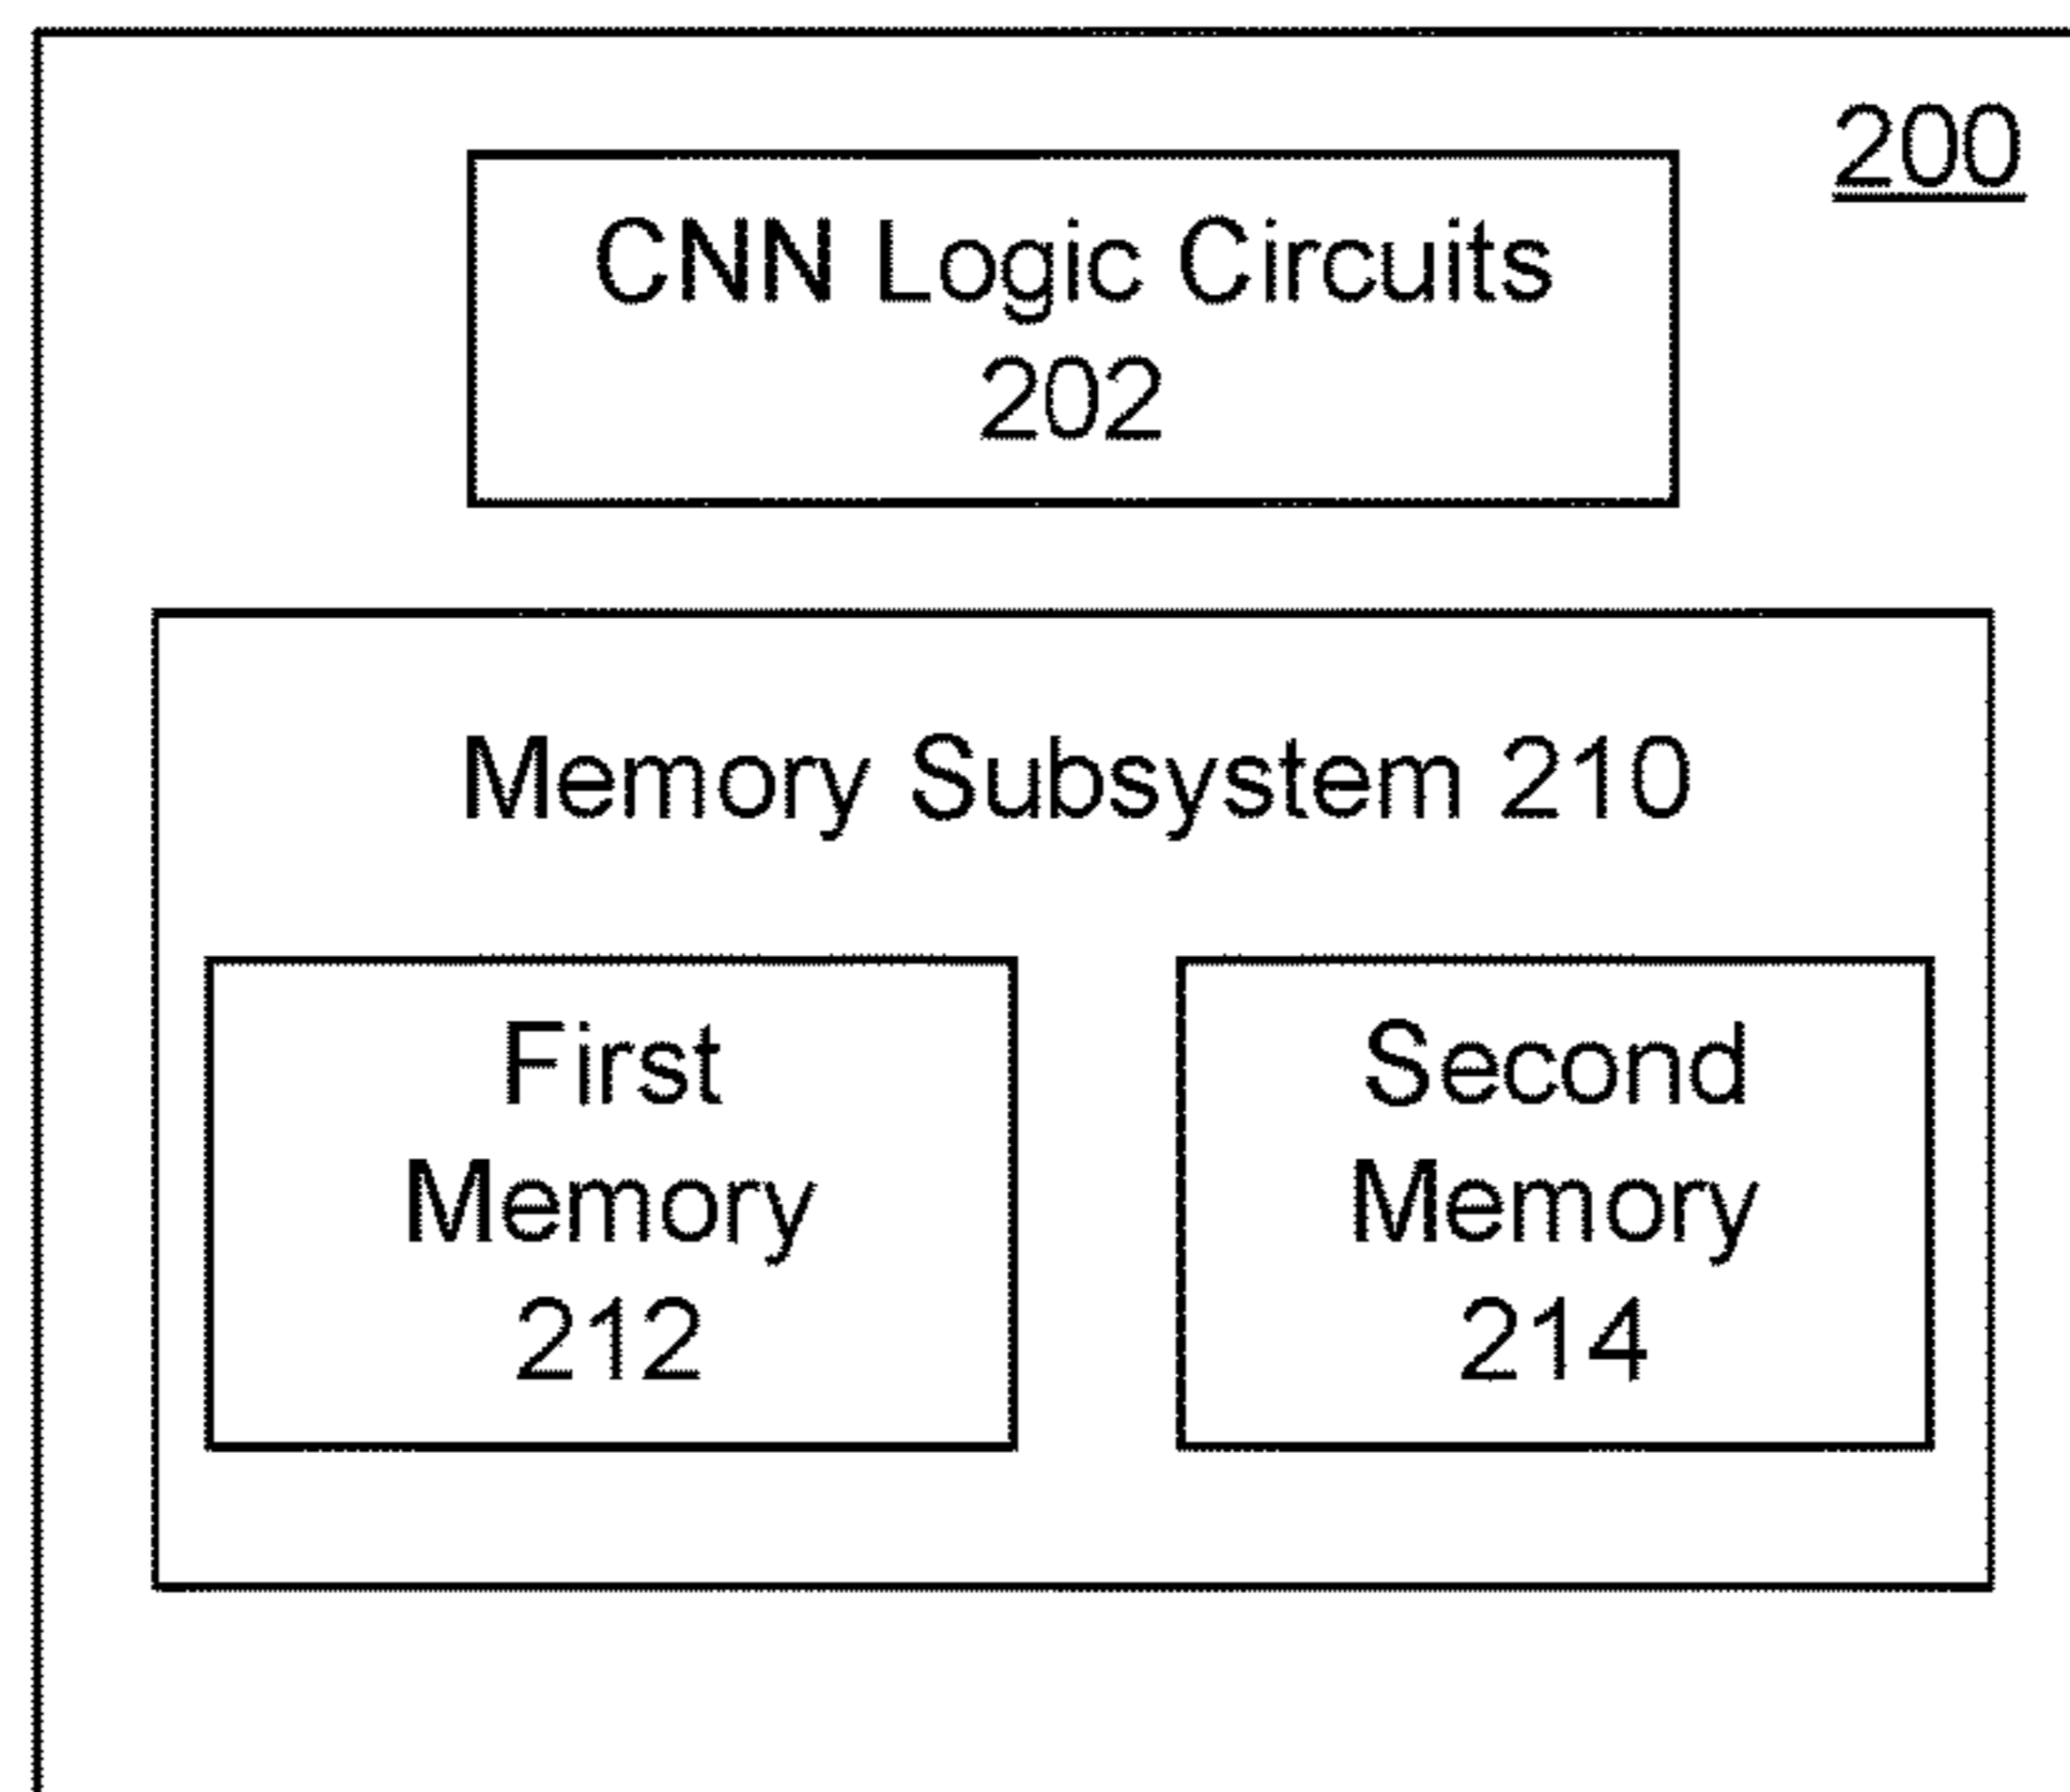 200
CNN Logic Circuits
202
Memory Subsystem 210
First
Memory
212
Second
Memory
214